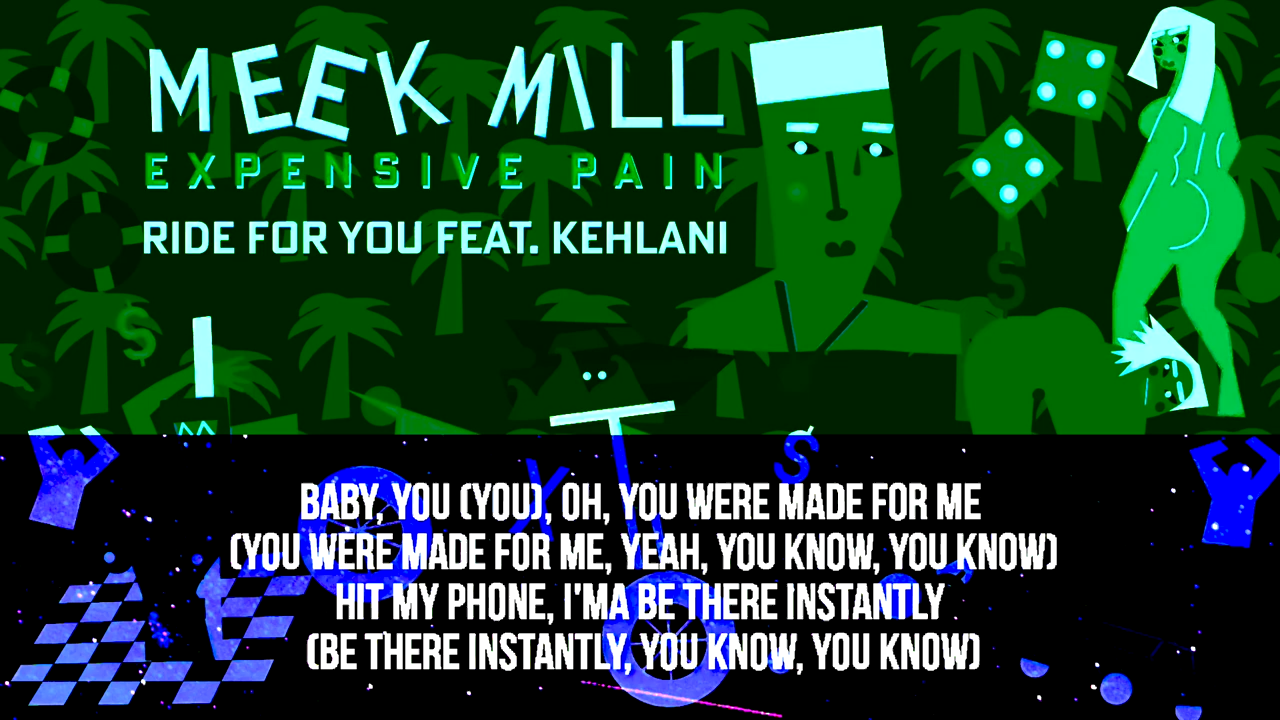 MEEK MILL
EXPENSIVE PAIN
RIDE FOR YOU FEAT. KEHLANI
BABY, YOU (YOU), OH, YOU WERE MADE FOR ME
(YOU WERE MADE FOR ME, YEAH, YOU KNOW, YOU KNOW)
HIT MY PHONE, I'MA BE THERE INSTANTLY
(BE THERE INSTANTLY, YOU KNOW, YOU KNOW)